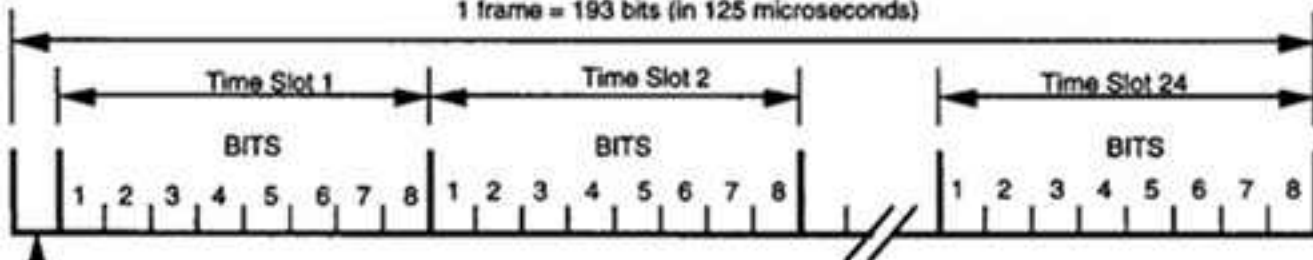 1 frame = 193 bits (in 125 microseconds)
Time Slot 1 Time Slot 2 Time Slot 24
BITS BITS BITS
1 2 3 4 5 6 7 8 1 2 3 4 5 6 7 8 1 2 3 4 5 6 7 8